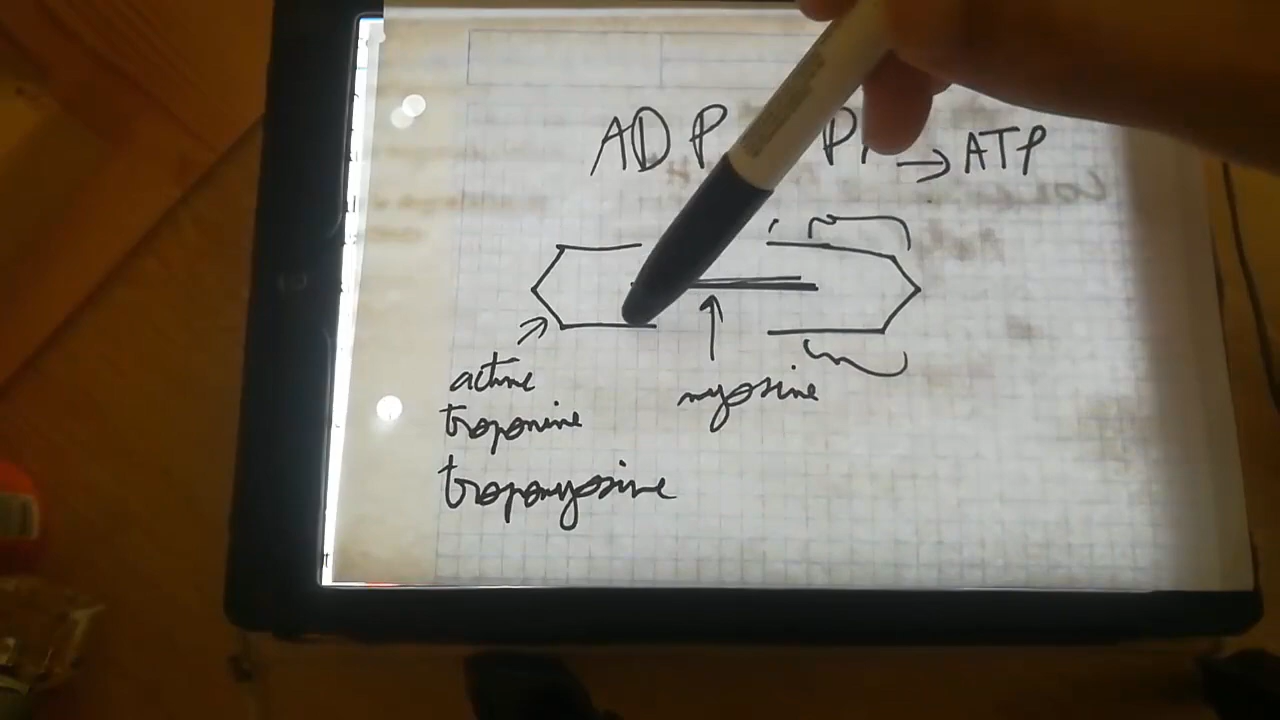 ADP Pi → ATP
actine
myosine
troponine
tropomyosine